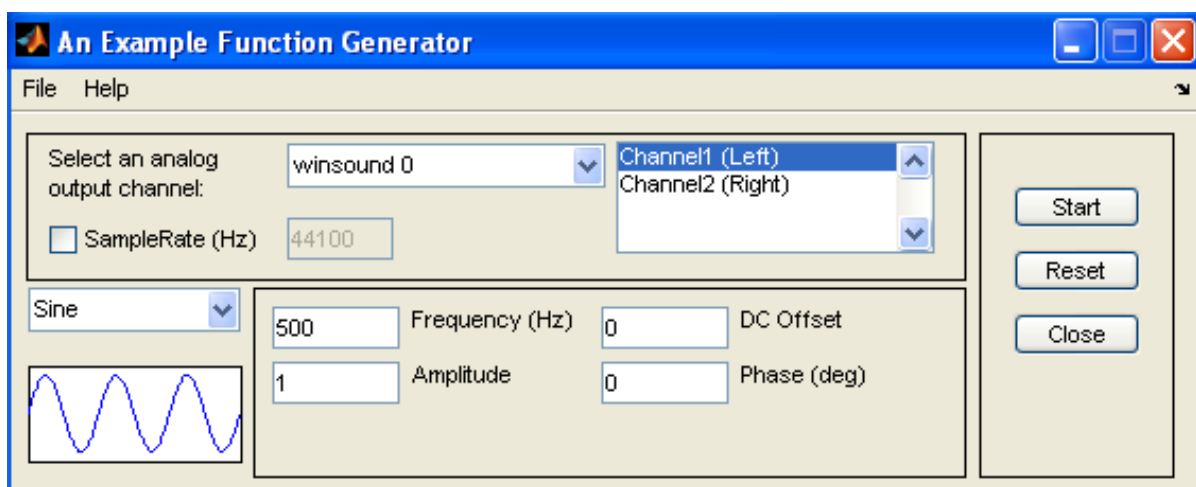 An Example Function Generator
File Help
Select an analog
output channel:
winsound 0
Channel1 (Left)
Channel2 (Right)
SampleRate (Hz)
44100
Start
Reset
Close
Sine
500
Frequency (Hz)
0
DC Offset
1
Amplitude
0
Phase (deg)